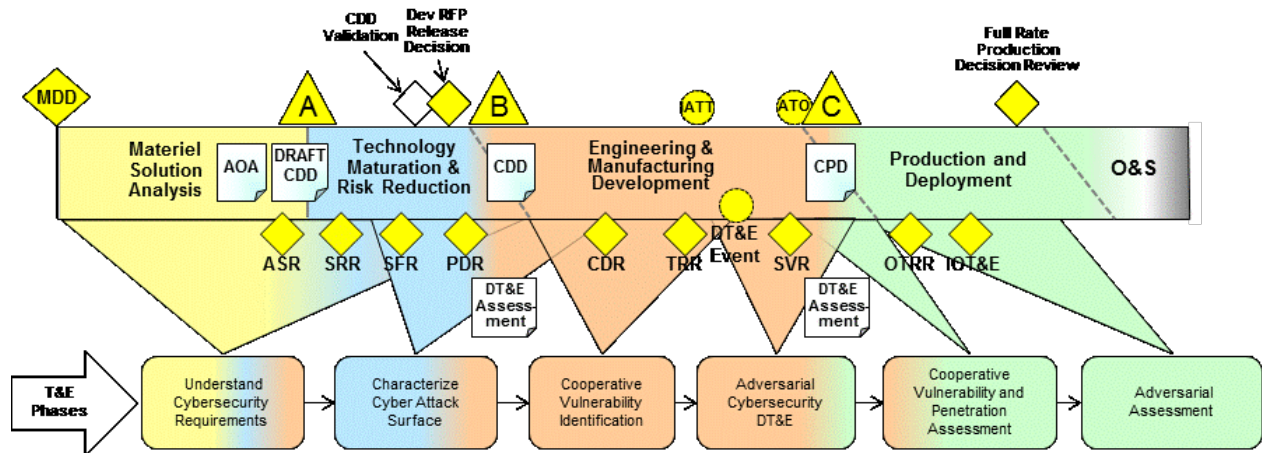 CDD
Validation
Dev RFP
Release
Decision
Full Rate
Production
Decision Review
MDD
A
B
IATT
ATO
C
Materiel
Solution
Analysis
AOA
DRAFT
CDD
Technology
Maturation &
Risk Reduction
CDD
Engineering &
Manufacturing
Development
CPD
Production and
Deployment
O&S
ASR
SRR
SFR
PDR
CDR
TRR
DT&E
Event
SVR
OTRR
IOT&E
DT&E
Assess-
ment
DT&E
Assess-
ment
T&E
Phases
Understand
Cybersecurity
Requirements
Characterize
Cyber Attack
Surface
Cooperative
Vulnerability
Identification
Adversarial
Cybersecurity
DT&E
Cooperative
Vulnerability and
Penetration
Assessment
Adversarial
Assessment